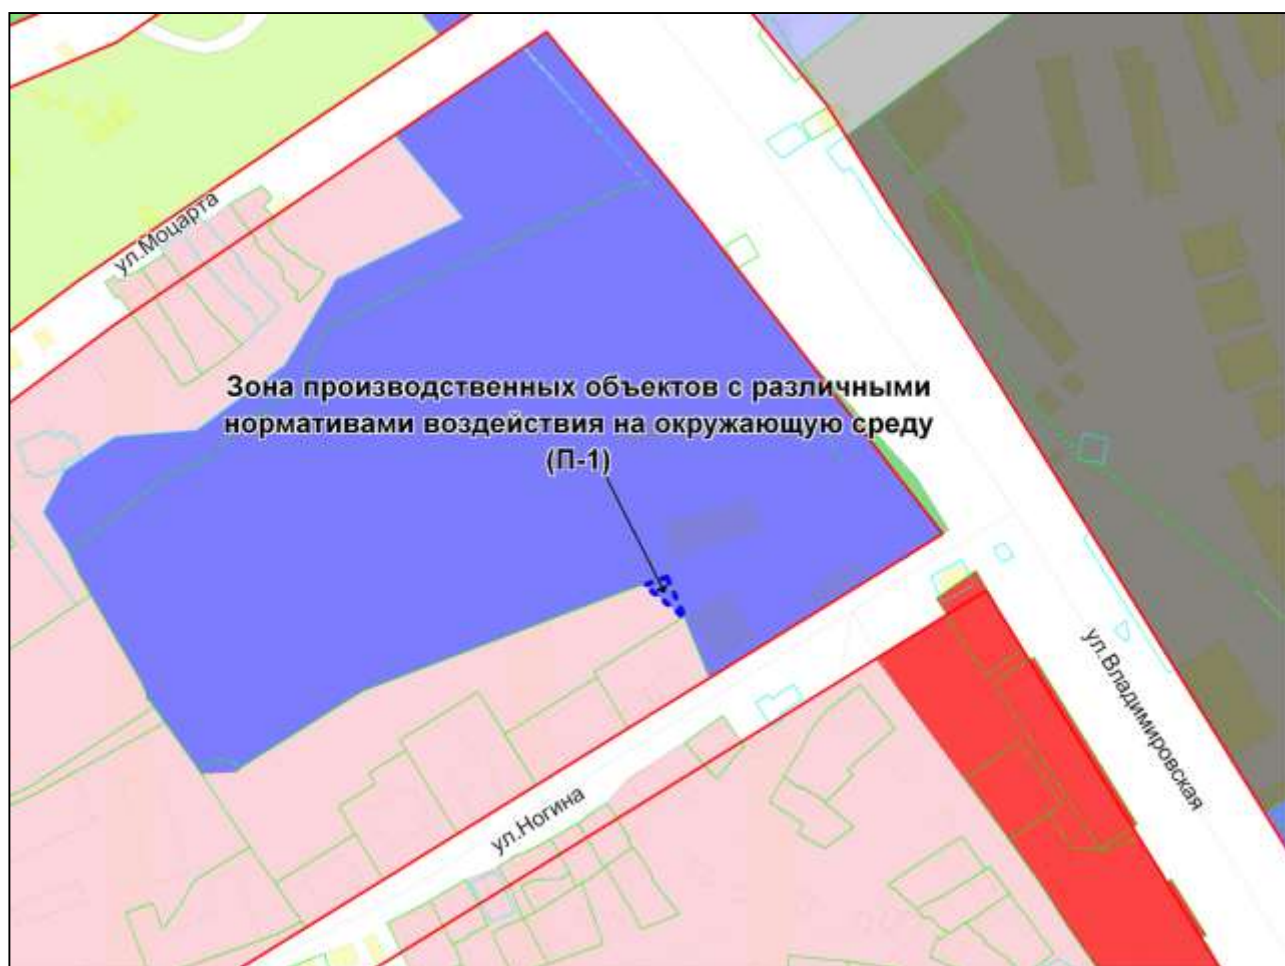 ул.Моцарта
Зона производственных объектов с различными
нормативами воздействия на окружающую среду
(П-1)
ул.Владимировская
ул.Ногина